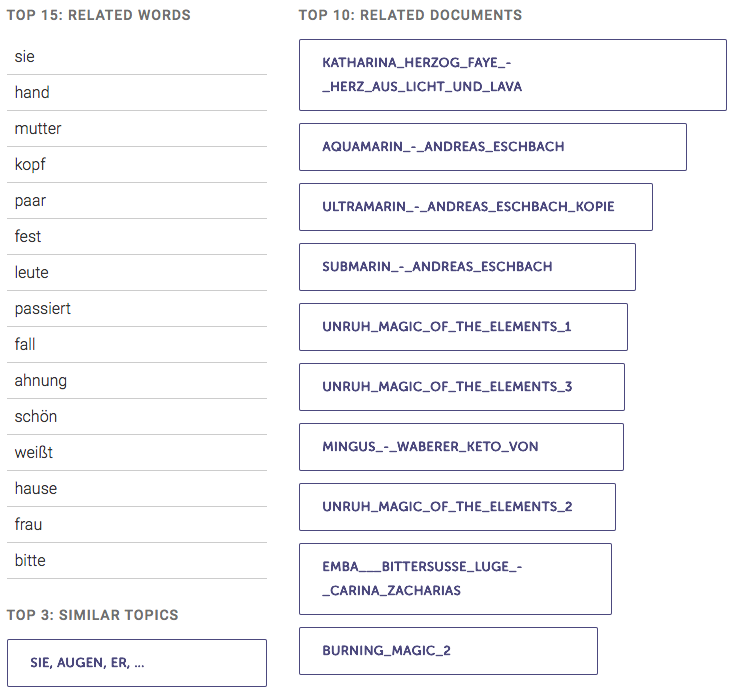 TOP 15: RELATED WORDS
sie
hand
mutter
kopf
paar
fest
leute
passiert
fall
ahnung
schön
weißt
hause
frau
bitte
TOP 3: SIMILAR TOPICS
SIE, AUGEN, ER, ...
TOP 10: RELATED DOCUMENTS
KATHARINA_HERZOG_FAYE_-
_HERZ_AUS_LICHT_UND_LAVA
AQUAMARIN_-_ANDREAS_ESCHBACH
ULTRAMARIN_-_ANDREAS_ESCHBACH_KOPIE
SUBMARIN_-_ANDREAS_ESCHBACH
UNRUH_MAGIC_OF_THE_ELEMENTS_1
UNRUH_MAGIC_OF_THE_ELEMENTS_3
MINGUS_-_WABERER_KETO_VON
UNRUH_MAGIC_OF_THE_ELEMENTS_2
EMBA___BITTERSUSSE_LUGE_-
_CARINA_ZACHARIAS
BURNING_MAGIC_2